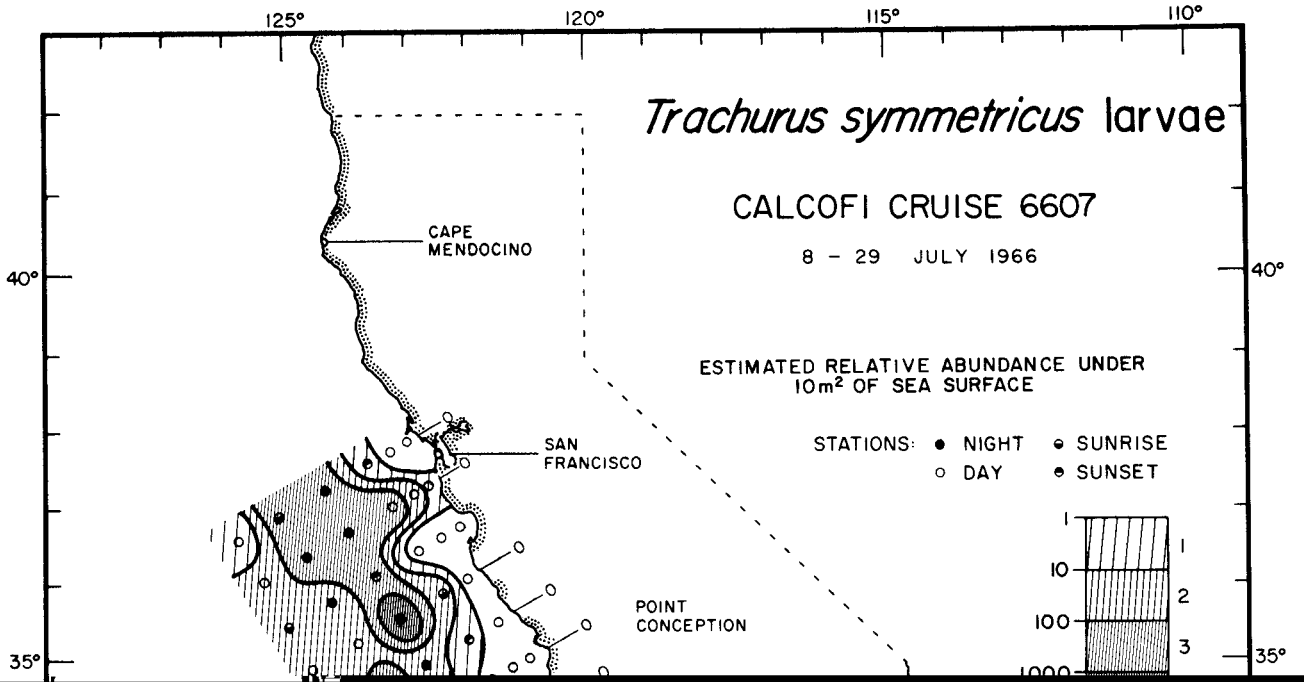 125° 120° 115° 110°
Trachurus symmetricus larvae
CALCOFI CRUISE 6607
CAPE
MENDOCINO
8 – 29 JULY 1966
40° 40°
ESTIMATED RELATIVE ABUNDANCE UNDER
10m² OF SEA SURFACE
STATIONS: ● NIGHT SUNRISE
○ DAY SUNSET
SAN
FRANCISCO
1
1
10
2
100
3
1000
POINT
CONCEPTION
35° 35°